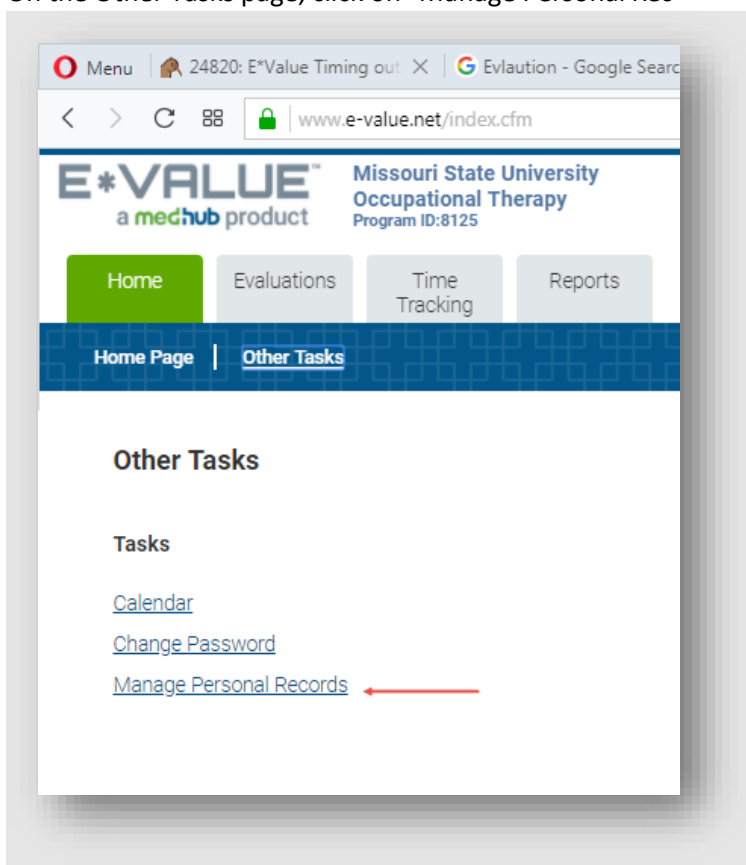 On the Other Tasks page, click on "Manage Personal Rec
Menu 24820: E*Value Timing out Evlaution - Google Searc
www.e-value.net/index.cfm
E*VALUE™ Missouri State University
a medhub product Occupational Therapy
Program ID:8125
Home Evaluations Time Reports
Tracking
Home Page Other Tasks
Other Tasks
Tasks
Calendar
Change Password
Manage Personal Records